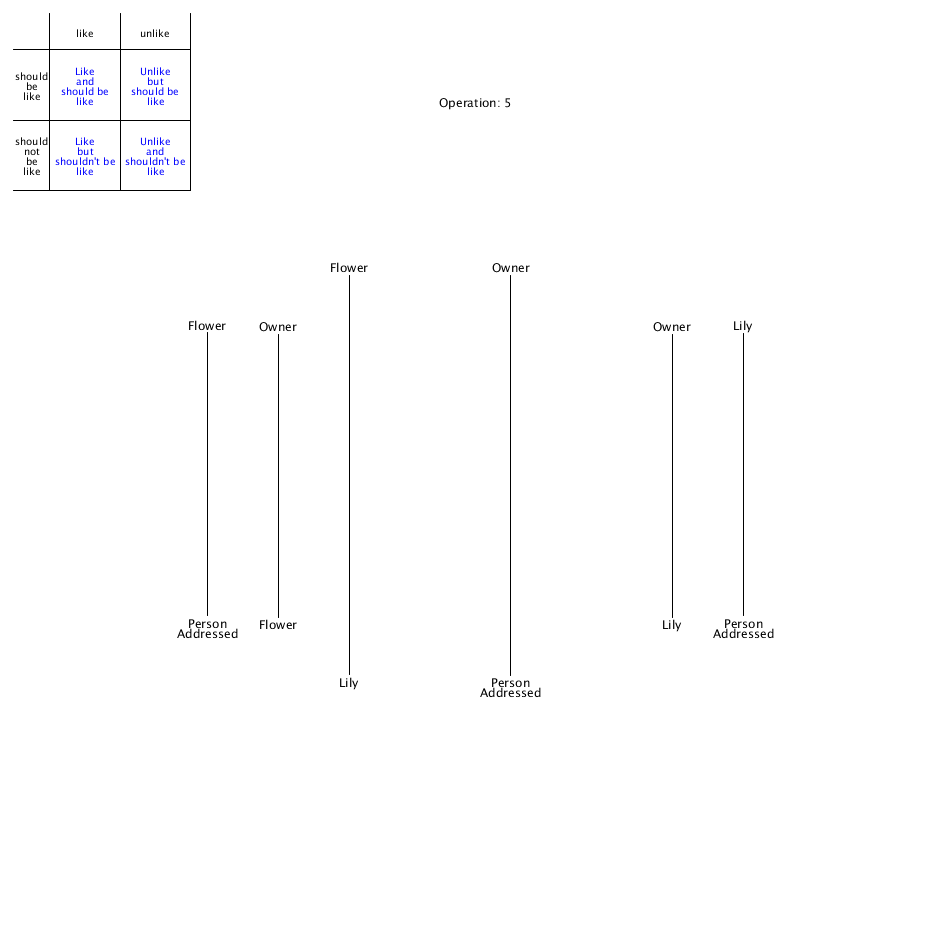 like
unlike
should
be
like
Like
and
should be
like
Unlike
but
should be
like
should
not
be
like
Like
but
shouldn't be
like
Unlike
and
shouldn't be
like
Operation: 5
Flower
Owner
Flower
Owner
Owner
Lily
Person
Addressed
Flower
Lily
Person
Addressed
Lily
Person
Addressed